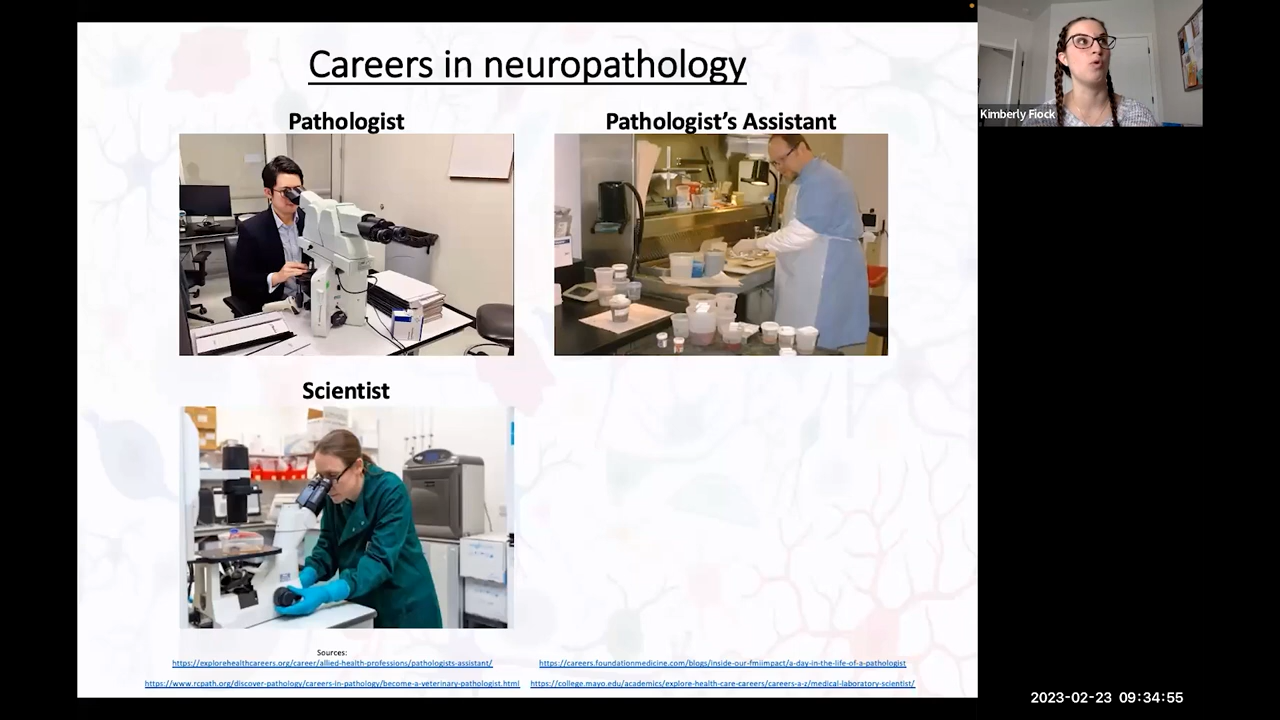 Careers in neuropathology
Pathologist
Pathologist's Assistant
Scientist
Sources:
https://explorehealthcareers.org/career/allied-health-professions/pathologists-assistant/
https://careers.foundationmedicine.com/blogs/inside-our-fmiimpact/a-day-in-the-life-of-a-pathologist
https://www.rcpath.org/discover-pathology/careers-in-pathology/become-a-veterinary-pathologist.html
https://college.mayo.edu/academics/explore-health-care-careers/careers-a-z/medical-laboratory-scientist/
Kimberly Fiock
2023-02-23 09:34:55